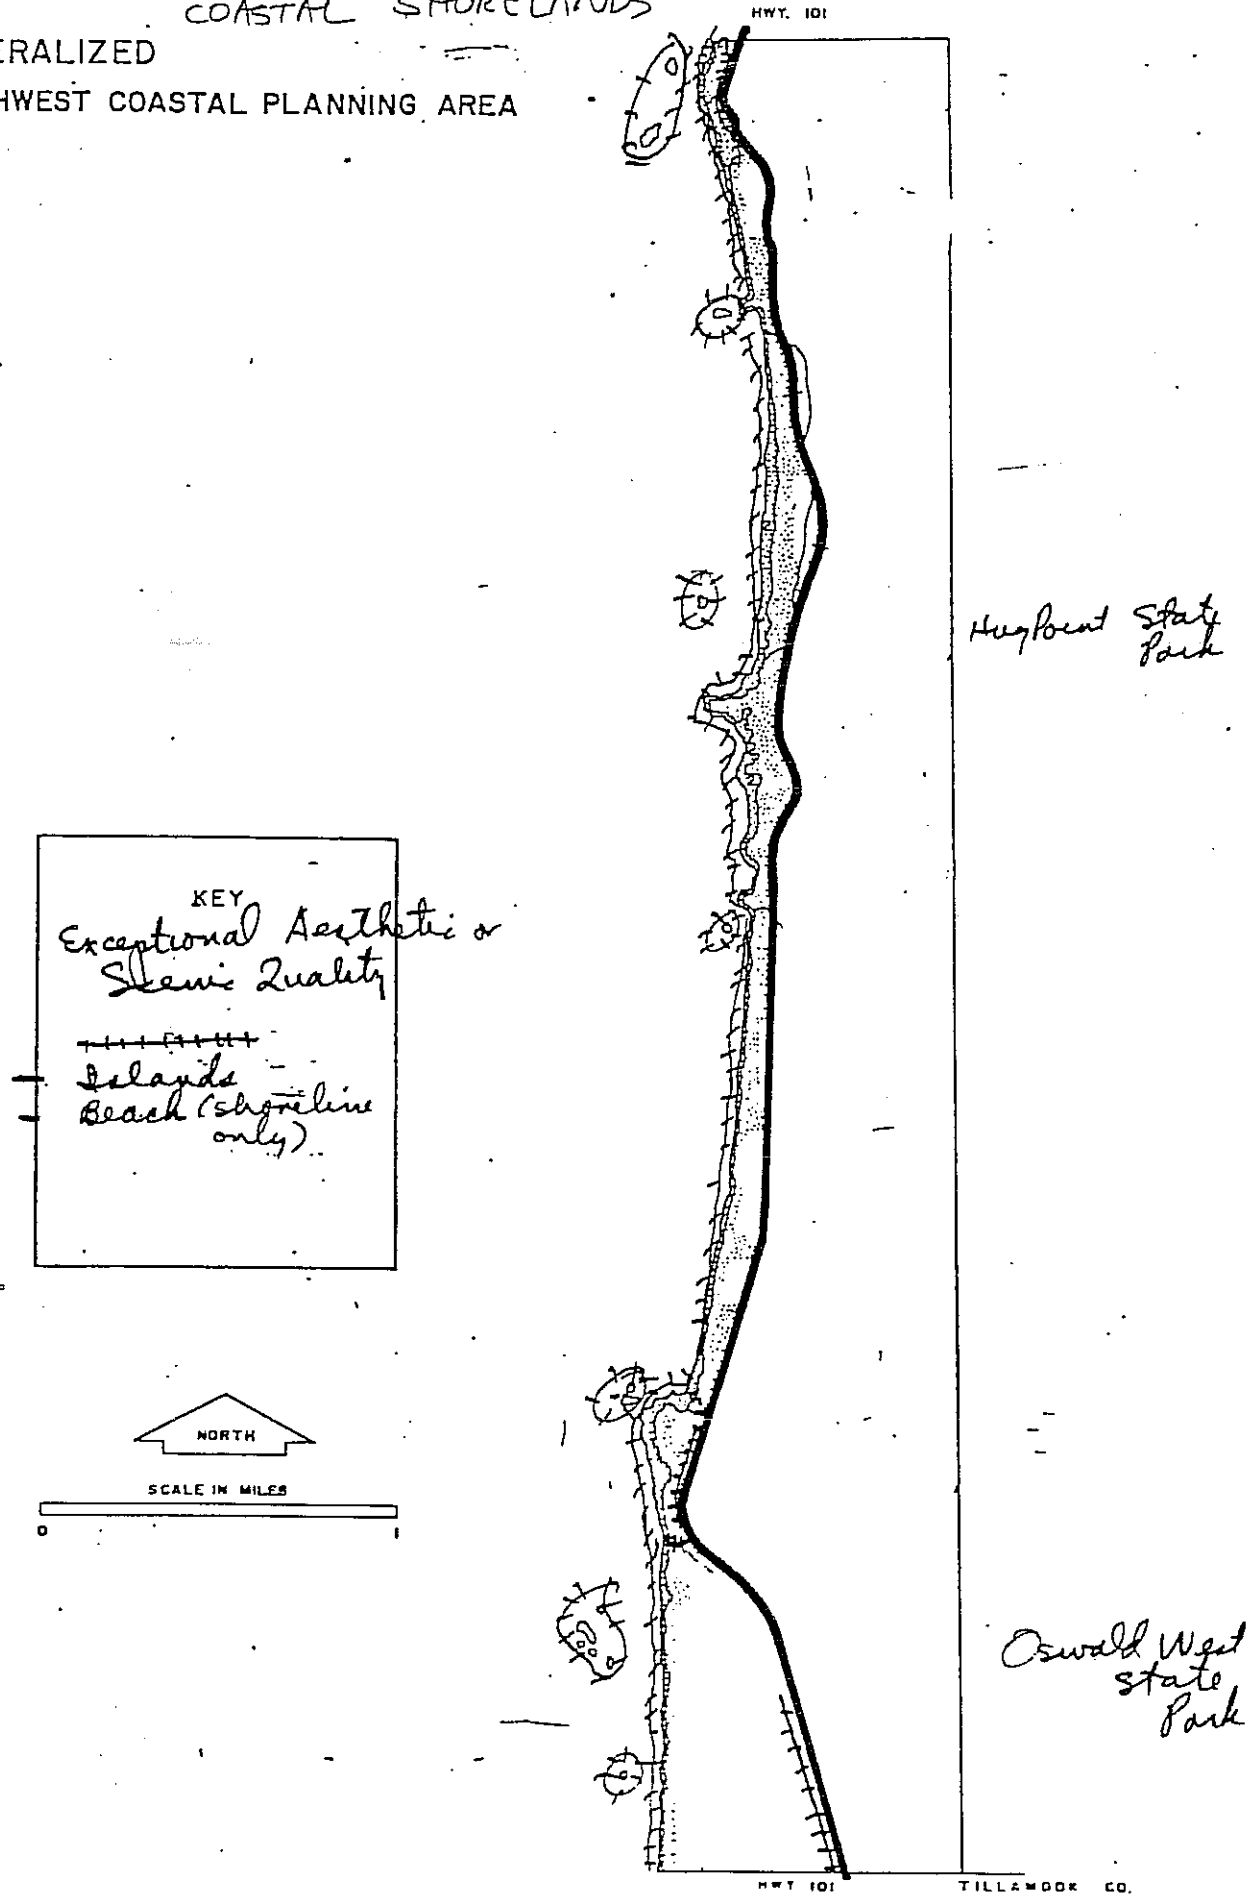 COASTAL SHORELANDS
HWY. 101
ERALIZED
HWEST COASTAL PLANNING AREA
Hug Point State
Park
KEY
Exceptional Aesthetic or
Scenic Quality
Islands
Beach (shoreline
only)
NORTH
SCALE IN MILES
0 1
Oswald West
State
Park
HWY 101
TILLAMOOK CO.